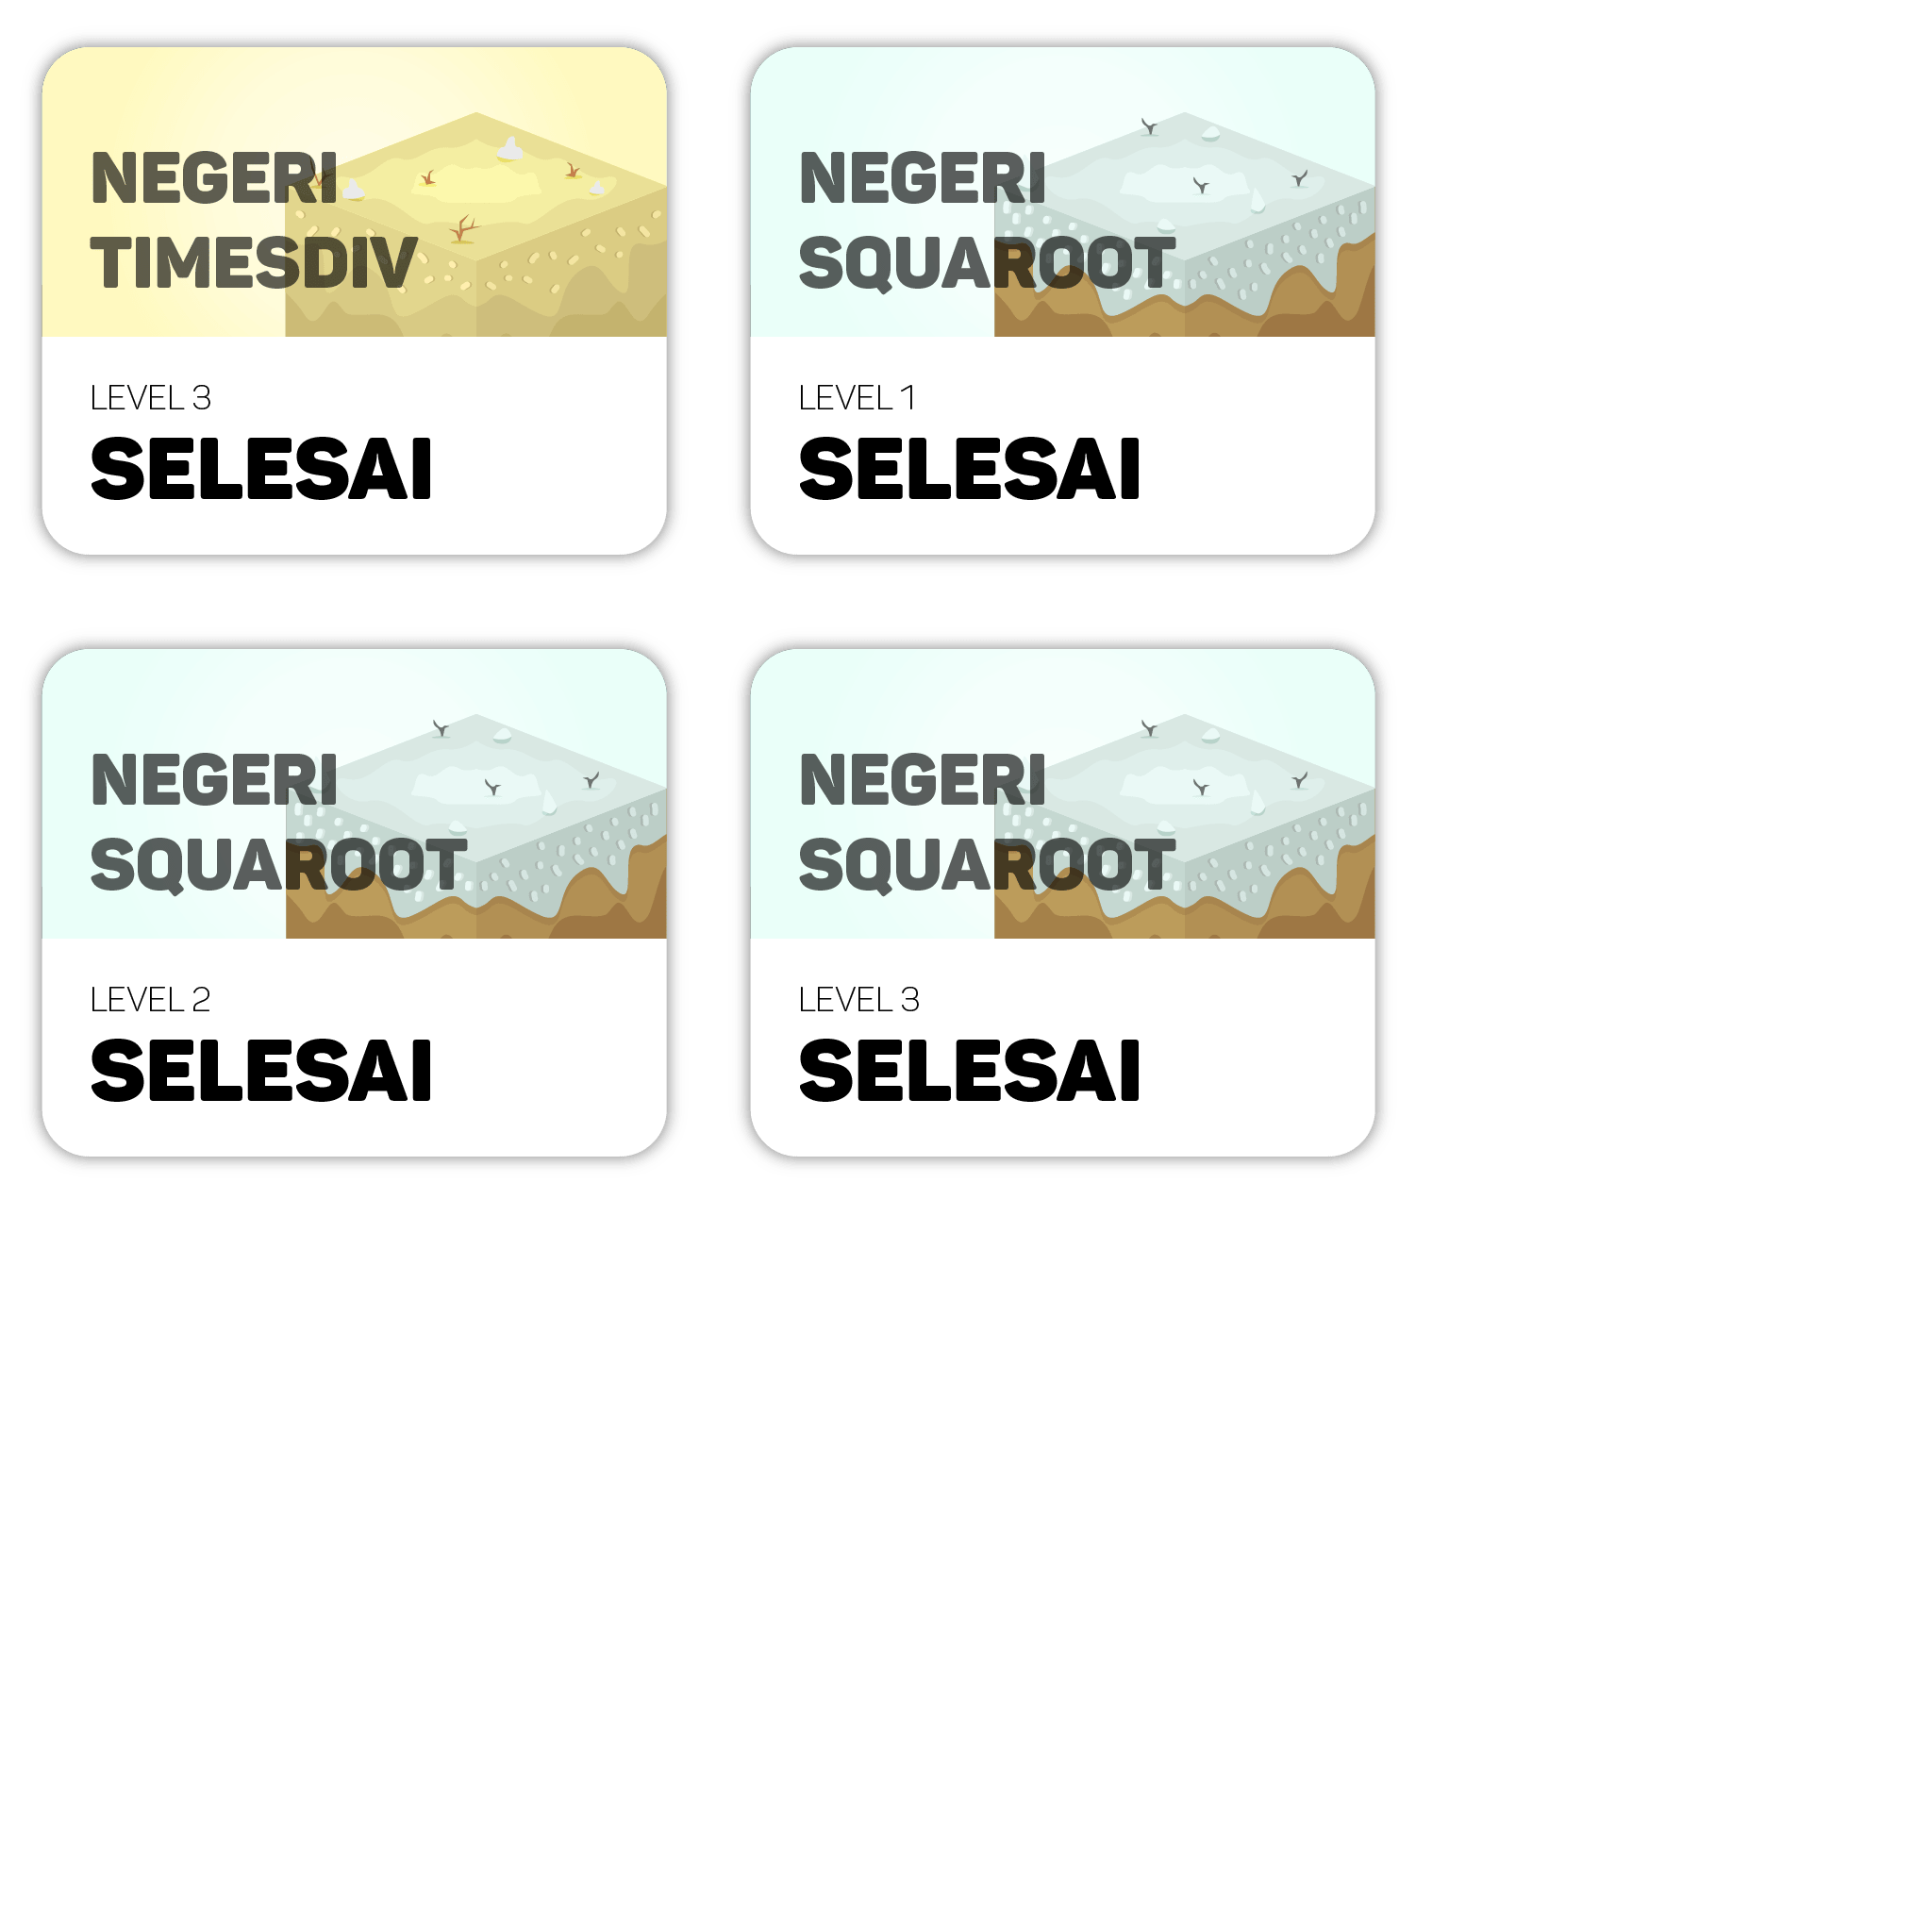 NEGERI
TIMESDIV
LEVEL 3
SELESAI
NEGERI
SQUAROOT
LEVEL 1
SELESAI
NEGERI
SQUAROOT
LEVEL 2
SELESAI
NEGERI
SQUAROOT
LEVEL 3
SELESAI